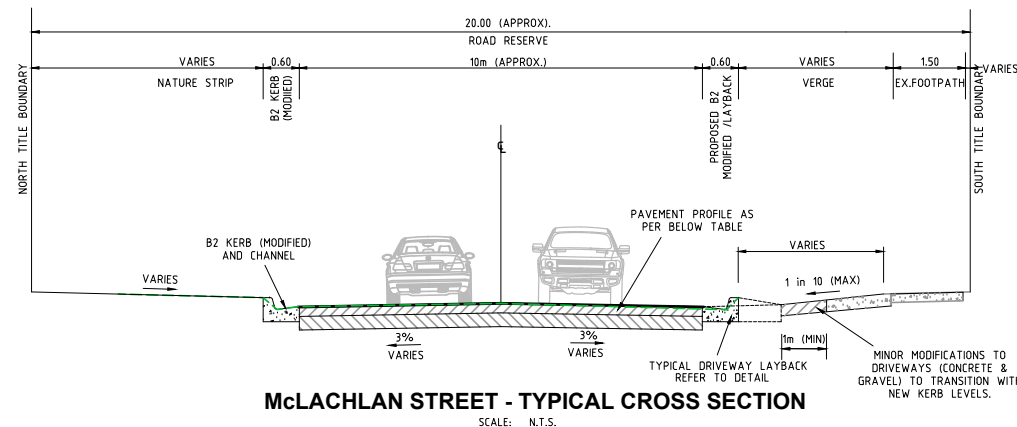 20.00 (APPROX).
ROAD RESERVE
VARIES
0.60
10m (APPROX.)
0.60
VARIES
1.50
VARIES
NATURE STRIP
VERGE
EX.FOOTPATH
NORTH TITLE BOUNDARY
B2 KERB
(MODIIED)
PROPOSED B2
MODIFIED /LAYBACK
SOUTH TITLE BOUNDARY
PAVEMENT PROFILE AS
PER BELOW TABLE
B2 KERB (MODIFIED)
AND CHANNEL
VARIES
VARIES
1 in 10 (MAX)
3%
VARIES
3%
VARIES
1m (MIN)
TYPICAL DRIVEWAY LAYBACK
REFER TO DETAIL
MINOR MODIFICATIONS TO
DRIVEWAYS (CONCRETE &
GRAVEL) TO TRANSITION WITH
NEW KERB LEVELS.
McLACHLAN STREET - TYPICAL CROSS SECTION
SCALE: N.T.S.